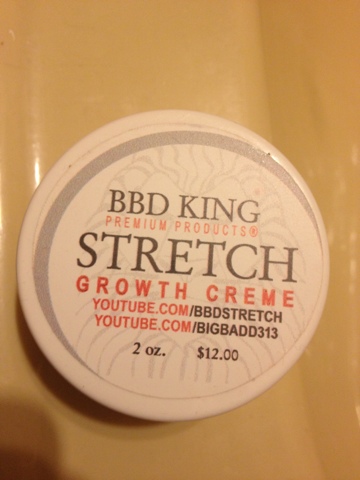 BBD KING
PREMIUM PRODUCTS®
STRETCH
GROWTH CREME
YOUTUBE.COM/BBDSTRETCH
YOUTUBE.COM/BIGBADD313
2 oz. $12.00